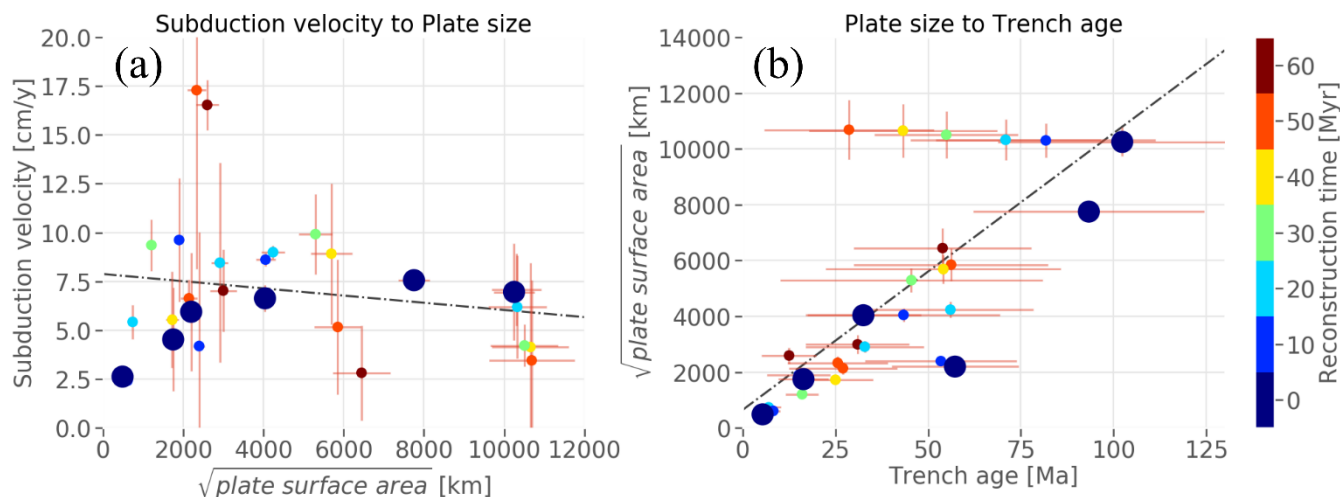 Subduction velocity to Plate size
(a)
Subduction velocity [cm/y]
20.0
17.5
15.0
12.5
10.0
7.5
5.0
2.5
0.0
0 2000 4000 6000 8000 10000 12000
√plate surface area [km]
Plate size to Trench age
(b)
√plate surface area [km]
14000
12000
10000
8000
6000
4000
2000
0
0 25 50 75 100 125
Trench age [Ma]
60
50
40
30
20
10
0
Reconstruction time [Myr]